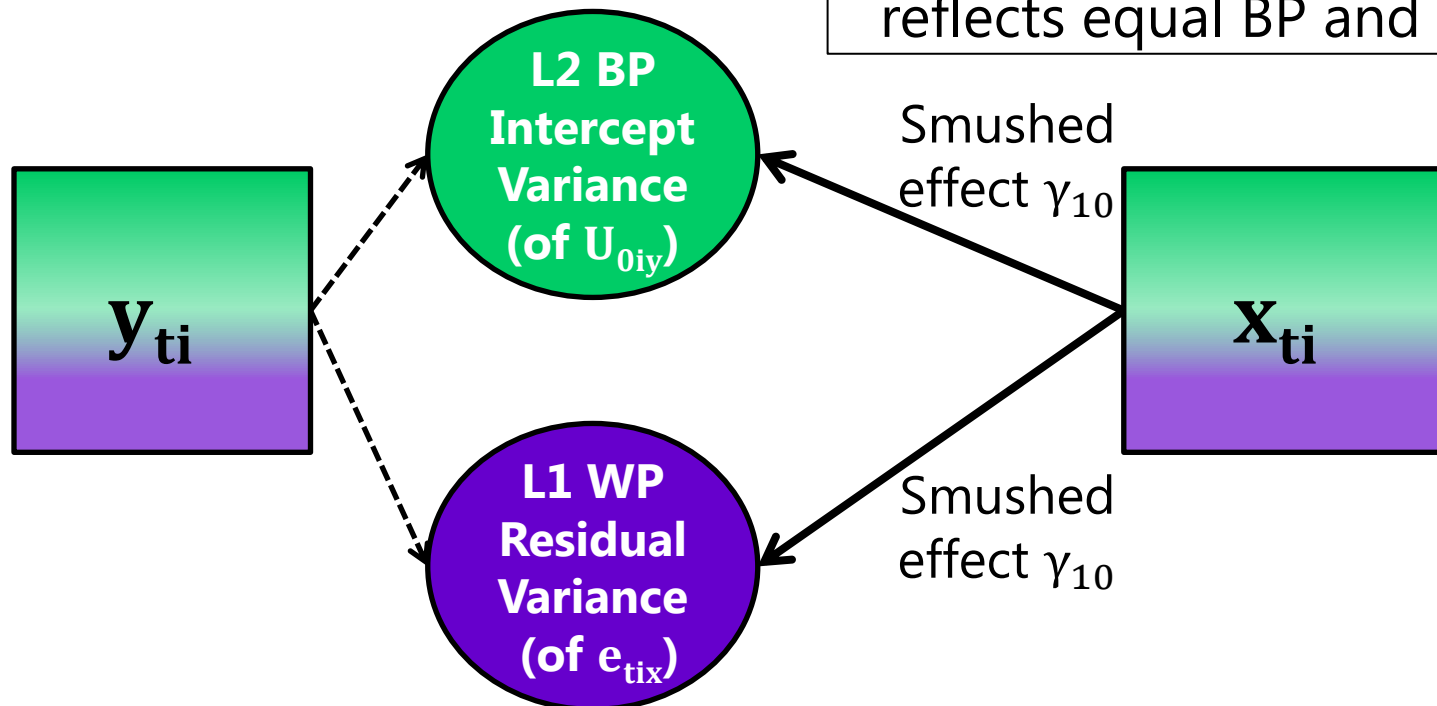 reflects equal BP and
L2 BP
Intercept
Variance
(of U₀ᵢy)
Smushed
effect γ₁₀
yₜᵢ
xₜᵢ
L1 WP
Residual
Variance
(of eₜᵢₓ)
Smushed
effect γ₁₀